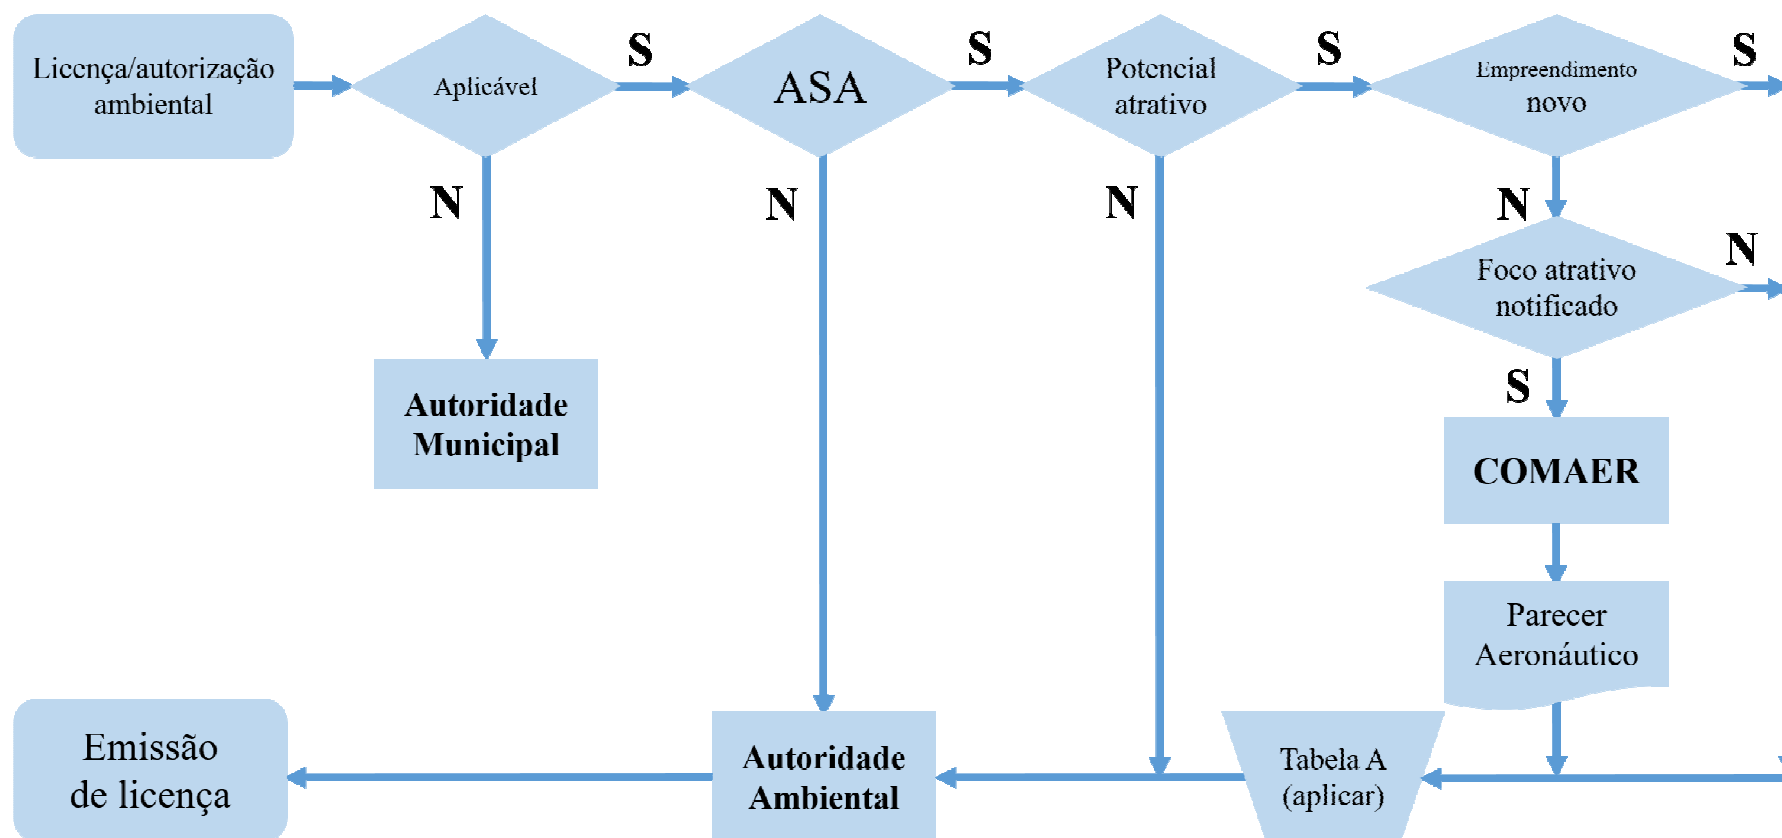 Licença/autorização
ambiental
Aplicável
S
ASA
S
Potencial
atrativo
S
Empreendimento
novo
S
N
N
N
N
Foco atrativo
notificado
N
S
Autoridade
Municipal
COMAER
Parecer
Aeronáutico
Emissão
de licença
Autoridade
Ambiental
Tabela A
(aplicar)